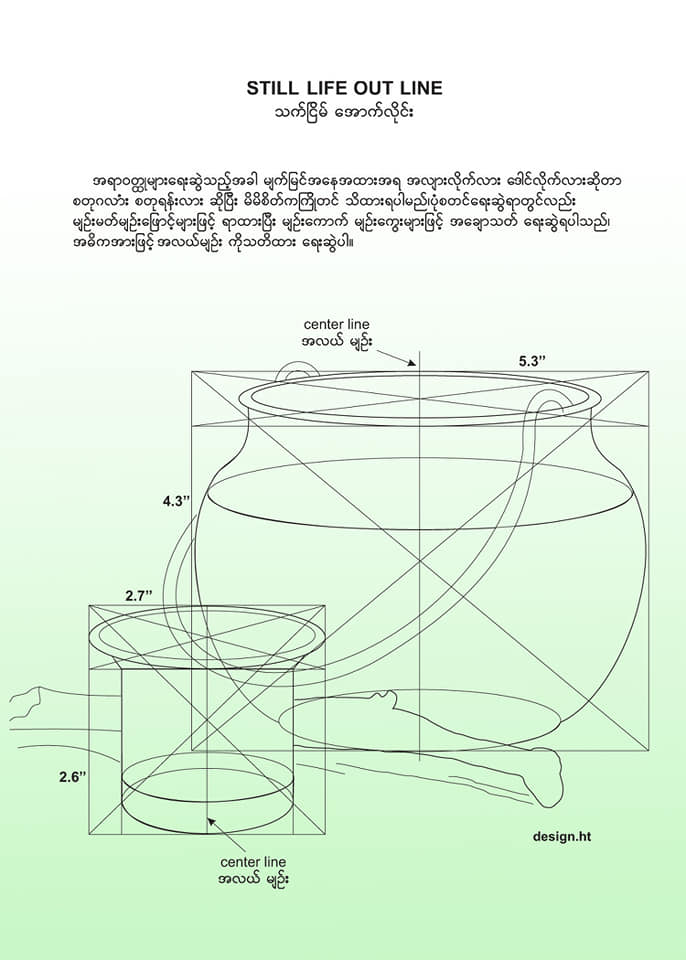 STILL LIFE OUT LINE
သက်ငြိမ် အောက်လိုင်း
အရာဝတ္ထုများရေးဆွဲသည့်အခါ မျက်မြင်အနေအထားအရ အလျားလိုက်လား ဒေါင်လိုက်လားဆိုတာ
စတုဂလံား စတုရန်းလား ဆိုပြီး မိမိစိတ်ကကြိုတင် သိထားရပါမည်၊ပုံစတင်ရေးဆွဲရာတွင်လည်း
မျဉ်းမတ်မျဉ်းဖြောင့်များဖြင့် ရာထားပြီး မျဉ်းကောက် မျဉ်းကွေးများဖြင့် အချောသတ် ရေးဆွဲရပါသည်၊
အဓိကအားဖြင့် အလယ်မျဉ်း ကိုသတိထား ရေးဆွဲပါ။
center line
အလယ် မျဉ်း
5.3"
4.3"
2.7"
2.6"
design.ht
center line
အလယ် မျဉ်း